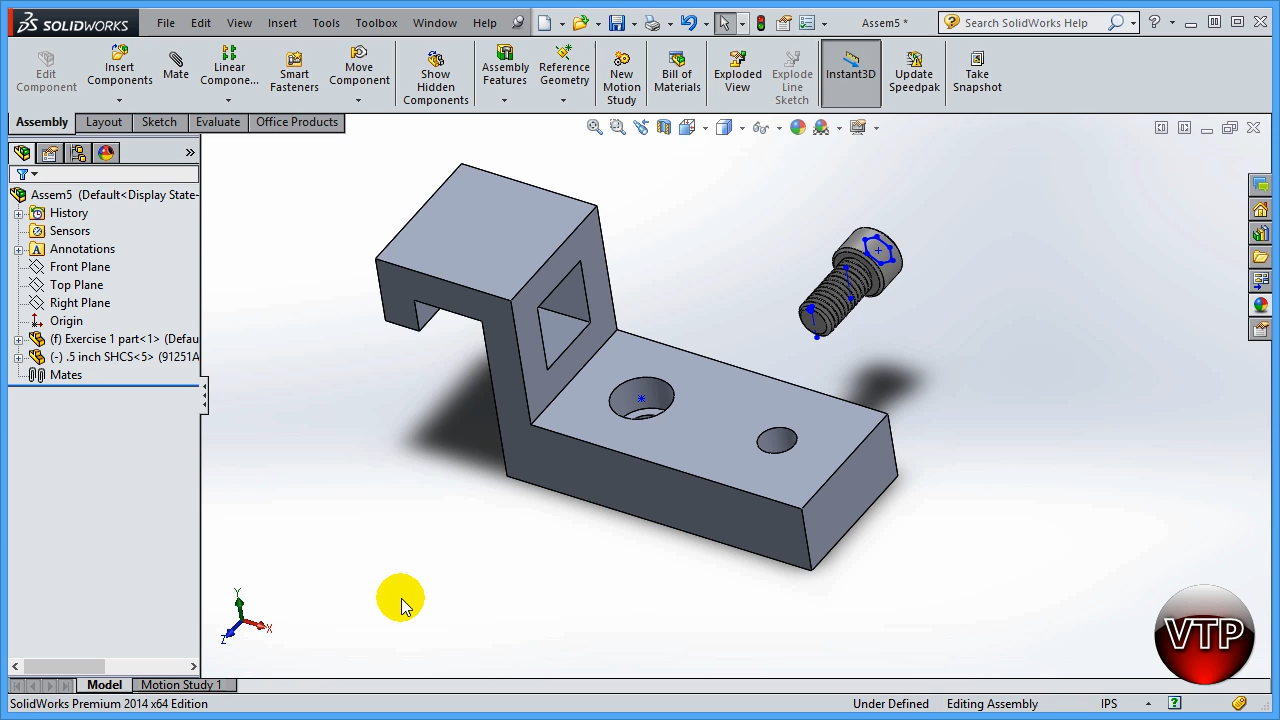 SOLIDWORKS File Edit View Insert Tools Toolbox Window Help Assem5 * Search SolidWorks Help
Edit Component
Insert Components
Mate
Linear Compone...
Smart Fasteners
Move Component
Show Hidden Components
Assembly Features
Reference Geometry
New Motion Study
Bill of Materials
Exploded View
Explode Line Sketch
Instant3D
Update Speedpak
Take Snapshot
Assembly Layout Sketch Evaluate Office Products
Assem5 (Default<Display State-
History
Sensors
Annotations
Front Plane
Top Plane
Right Plane
Origin
(f) Exercise 1 part<1> (Defau
(-) .5 inch SHCS<5> (91251A
Mates
Y
X
Z
VTP
Model Motion Study 1
SolidWorks Premium 2014 x64 Edition Under Defined Editing Assembly IPS